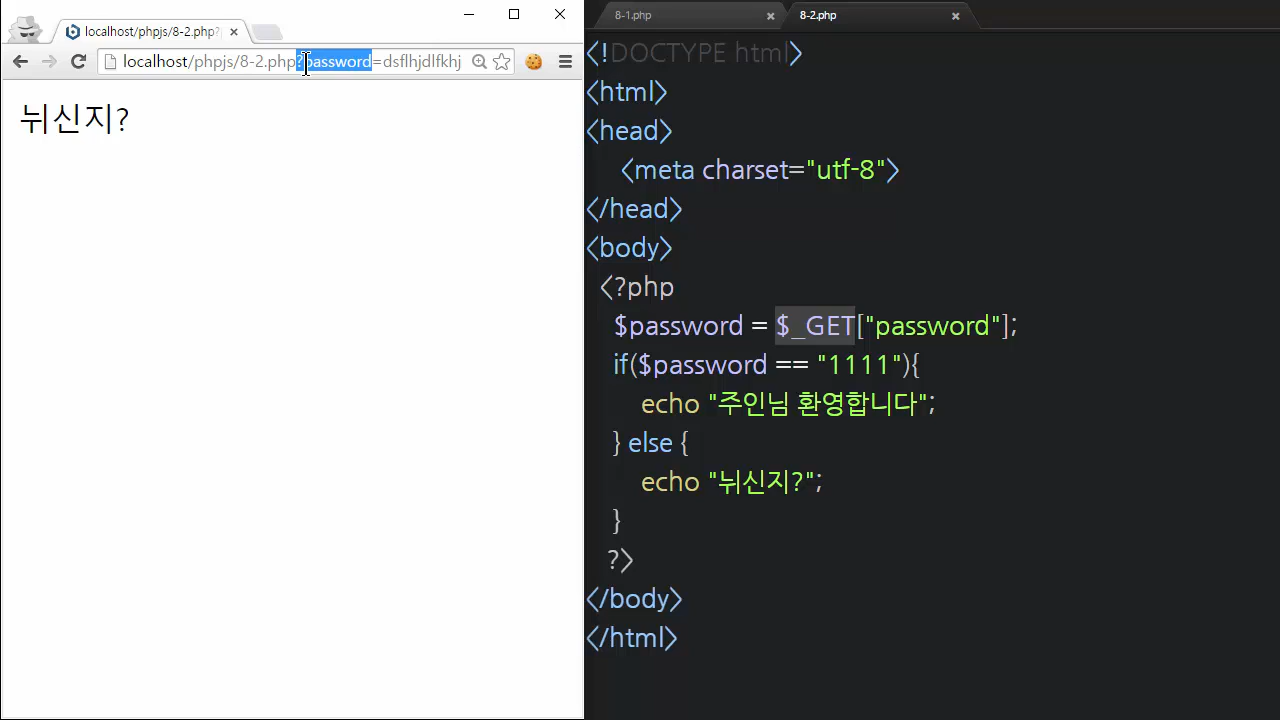 localhost/phpjs/8-2.php?
localhost/phpjs/8-2.php?password=dsflhjdlfkhj
뉘신지?
8-1.php
8-2.php
<!DOCTYPE html>
<html>
<head>
<meta charset="utf-8">
</head>
<body>
<?php
$password = $_GET["password"];
if($password == "1111"){
echo "주인님 환영합니다";
} else {
echo "뉘신지?";
}
?>
</body>
</html>